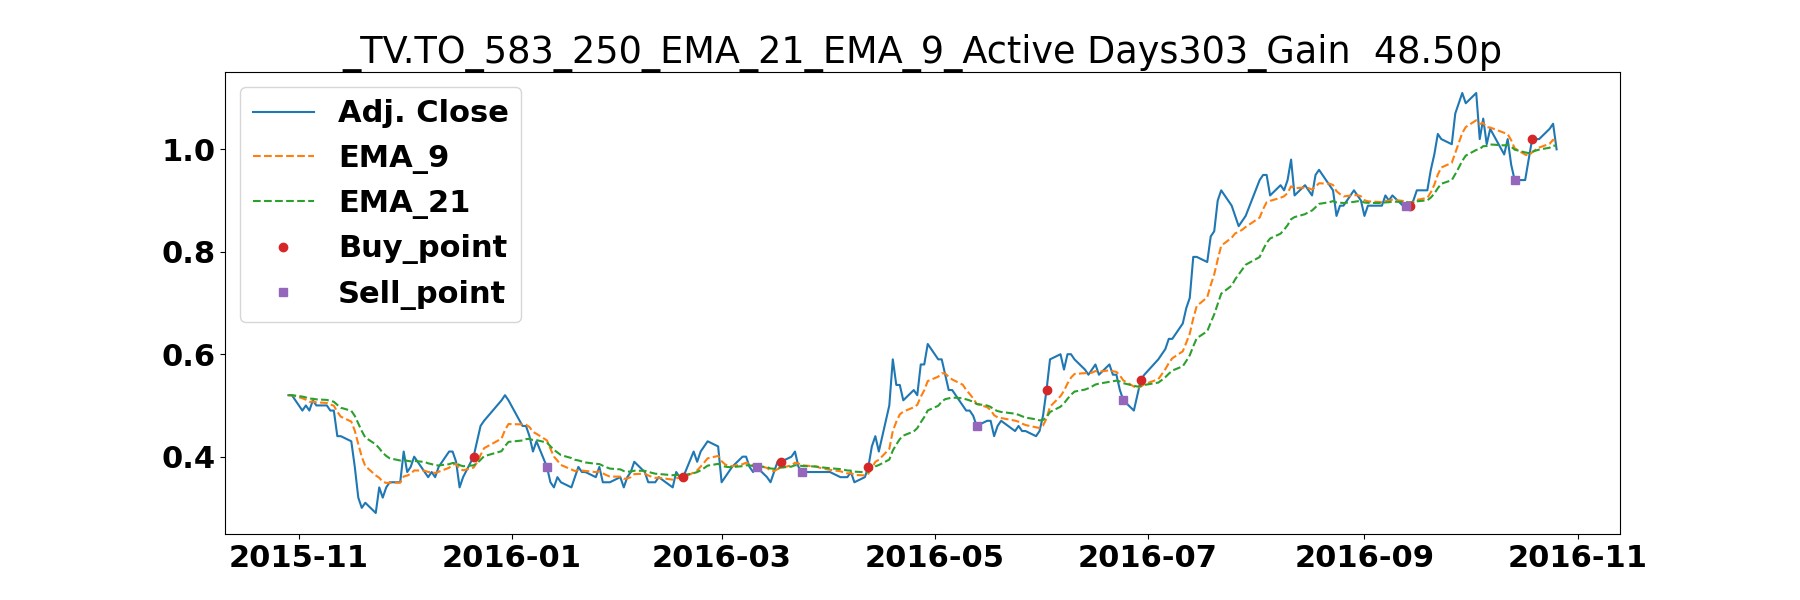 _TV.TO_583_250_EMA_21_EMA_9_Active Days303_Gain  48.50p
Adj. Close
EMA_9
EMA_21
Buy_point
Sell_point
1.0
0.8
0.6
0.4
2015-11 2016-01 2016-03 2016-05 2016-07 2016-09 2016-11